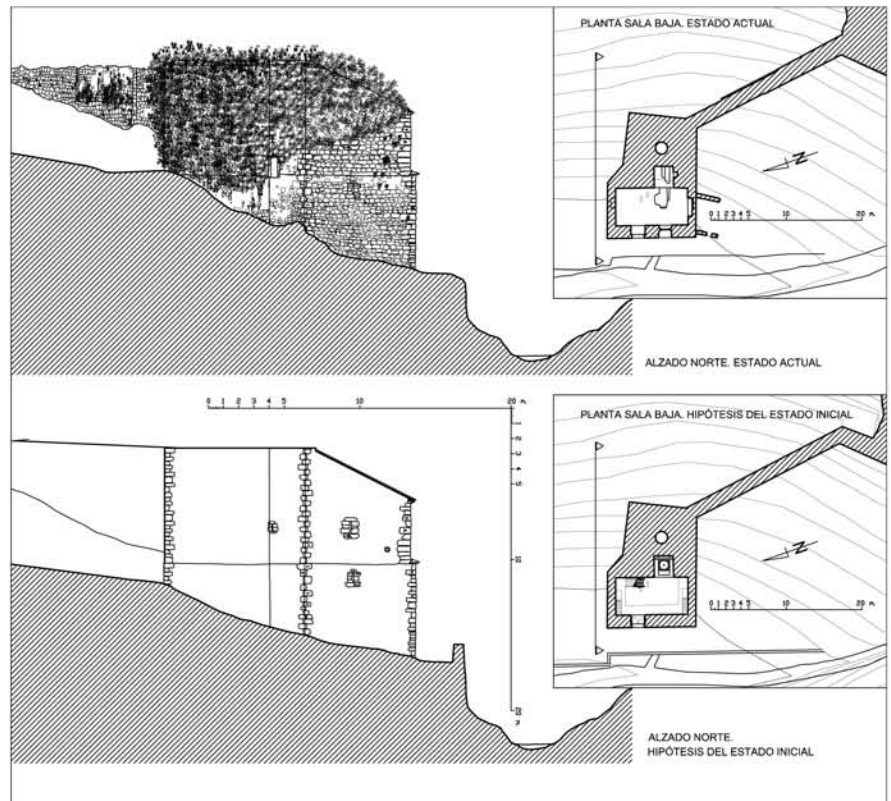 PLANTA SALA BAJA. ESTADO ACTUAL
N
0 1 2 3 4 5 10 20 m.
ALZADO NORTE. ESTADO ACTUAL
0 1 2 3 4 5 10 20 m.
1
2
3
4
5
10
20
m.
PLANTA SALA BAJA. HIPÓTESIS DEL ESTADO INICIAL
N
0 1 2 3 4 5 10 20 m.
ALZADO NORTE.
HIPÓTESIS DEL ESTADO INICIAL